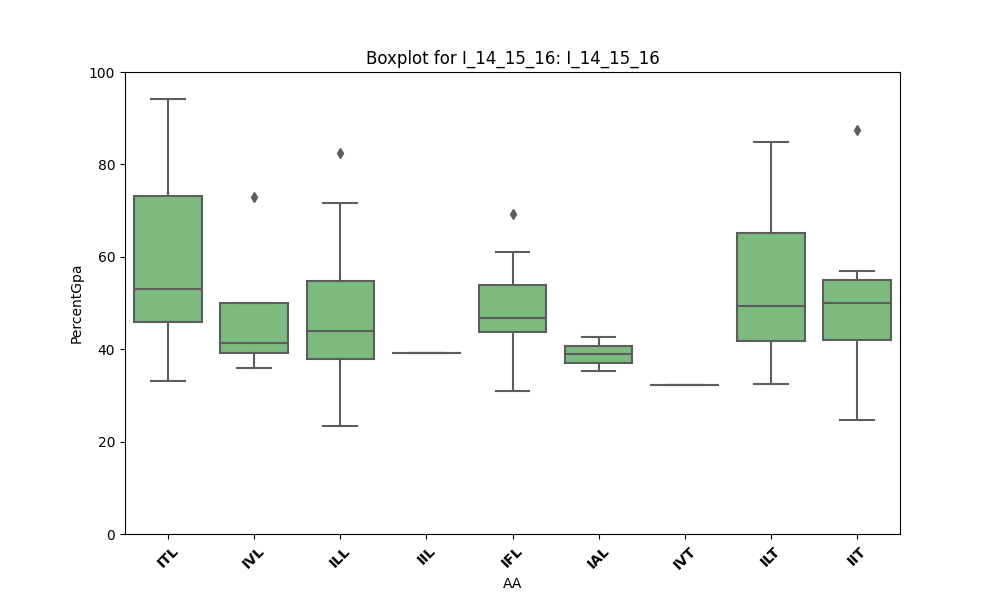 Boxplot for I_14_15_16: I_14_15_16
PercentGpa
100
80
60
40
20
0
ITL IVL ILL IIL IFL IAL IVT ILT IIT
AA